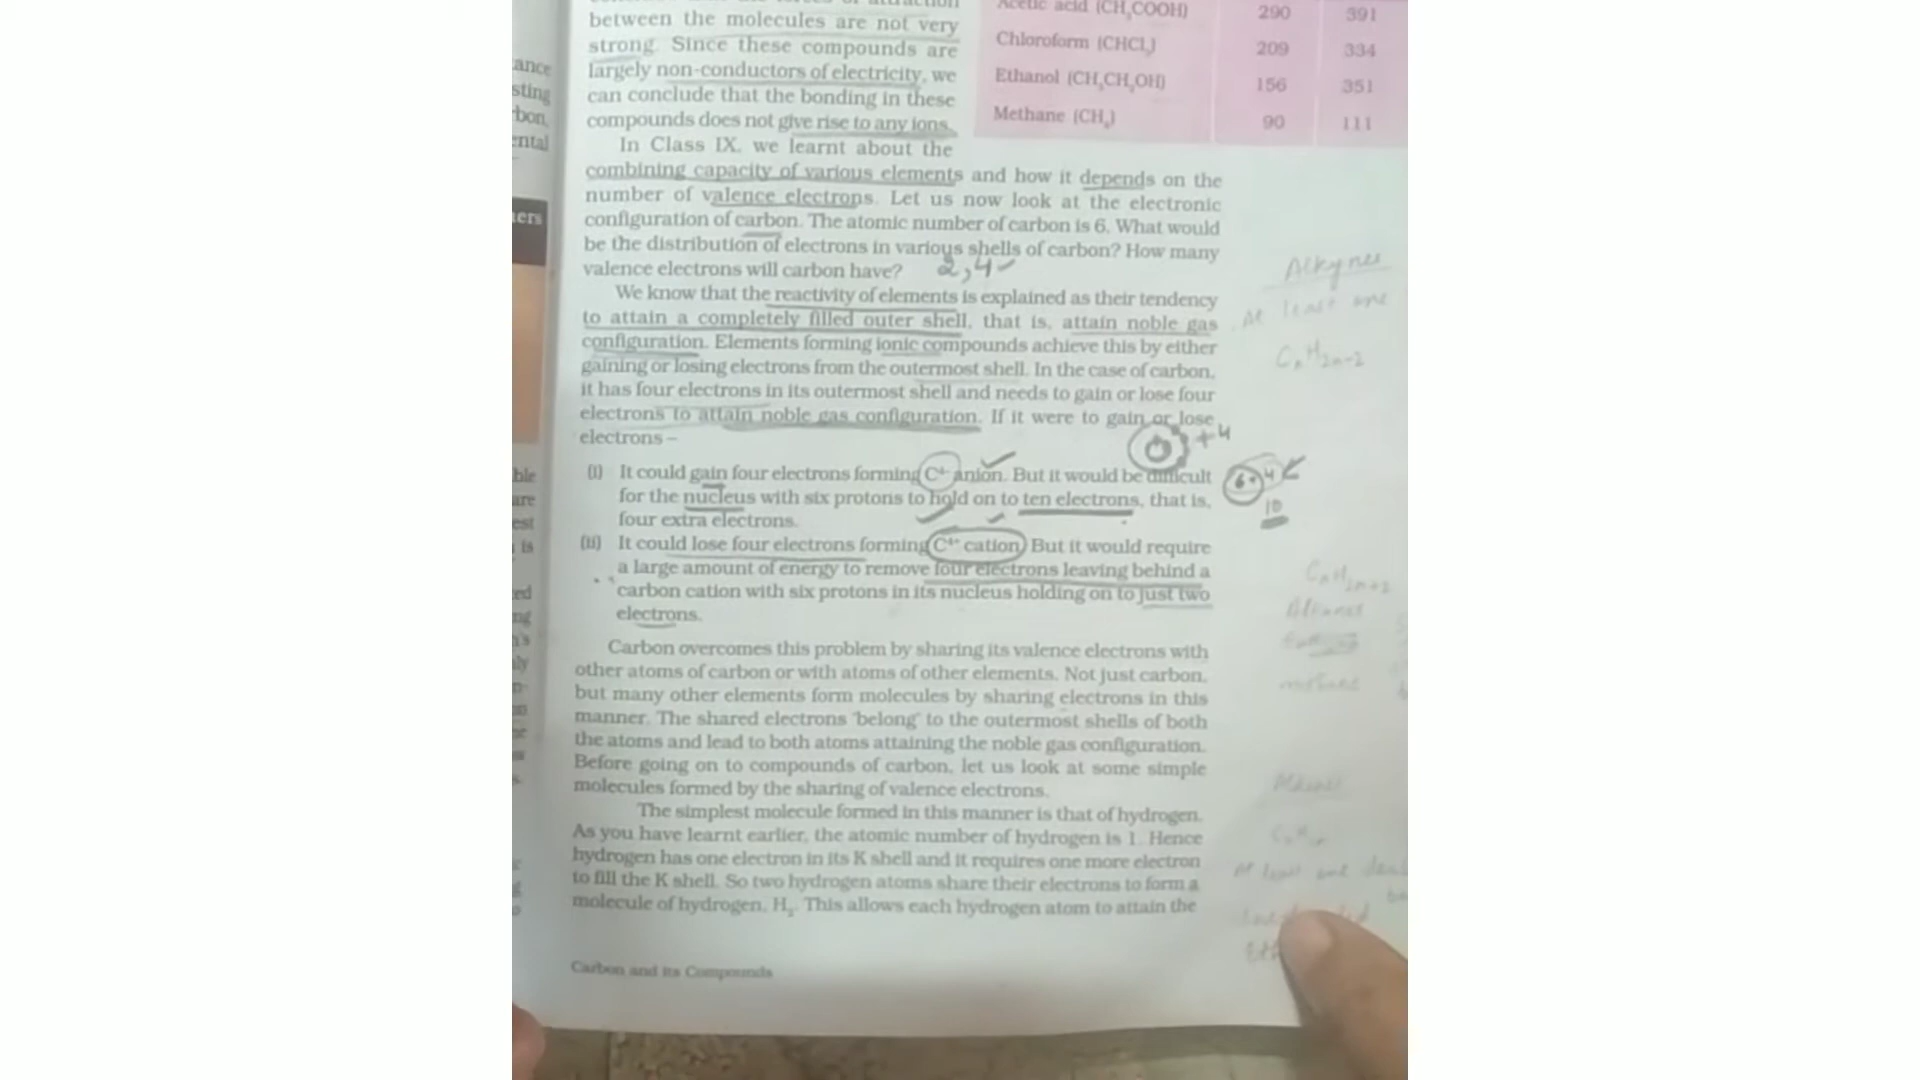 between the molecules are not very
strong. Since these compounds are
largely non-conductors of electricity, we
can conclude that the bonding in these
compounds does not give rise to any ions.
Acetic acid (CH3COOH) 290 391
Chloroform (CHCl3) 209 334
Ethanol (CH3CH2OH) 156 351
Methane (CH4) 90 111
In Class IX, we learnt about the
combining capacity of various elements and how it depends on the
number of valence electrons. Let us now look at the electronic
configuration of carbon. The atomic number of carbon is 6. What would
be the distribution of electrons in various shells of carbon? How many
valence electrons will carbon have? 2,4
We know that the reactivity of elements is explained as their tendency
to attain a completely filled outer shell, that is, attain noble gas
configuration. Elements forming ionic compounds achieve this by either
gaining or losing electrons from the outermost shell. In the case of carbon,
it has four electrons in its outermost shell and needs to gain or lose four
electrons to attain noble gas configuration. If it were to gain or lose
electrons –
+4
(i) It could gain four electrons forming C4- anion. But it would be difficult
for the nucleus with six protons to hold on to ten electrons, that is,
four extra electrons.
6+4
10
(ii) It could lose four electrons forming C4+ cation. But it would require
a large amount of energy to remove four electrons leaving behind a
carbon cation with six protons in its nucleus holding on to just two
electrons.
Carbon overcomes this problem by sharing its valence electrons with
other atoms of carbon or with atoms of other elements. Not just carbon,
but many other elements form molecules by sharing electrons in this
manner. The shared electrons 'belong' to the outermost shells of both
the atoms and lead to both atoms attaining the noble gas configuration.
Before going on to compounds of carbon, let us look at some simple
molecules formed by the sharing of valence electrons.
The simplest molecule formed in this manner is that of hydrogen.
As you have learnt earlier, the atomic number of hydrogen is 1. Hence
hydrogen has one electron in its K shell and it requires one more electron
to fill the K shell. So two hydrogen atoms share their electrons to form a
molecule of hydrogen, H2. This allows each hydrogen atom to attain the
Carbon and its Compounds
Alkynes
At least one
CnH2n-2
CnH2n+2
Alkanes
At least one